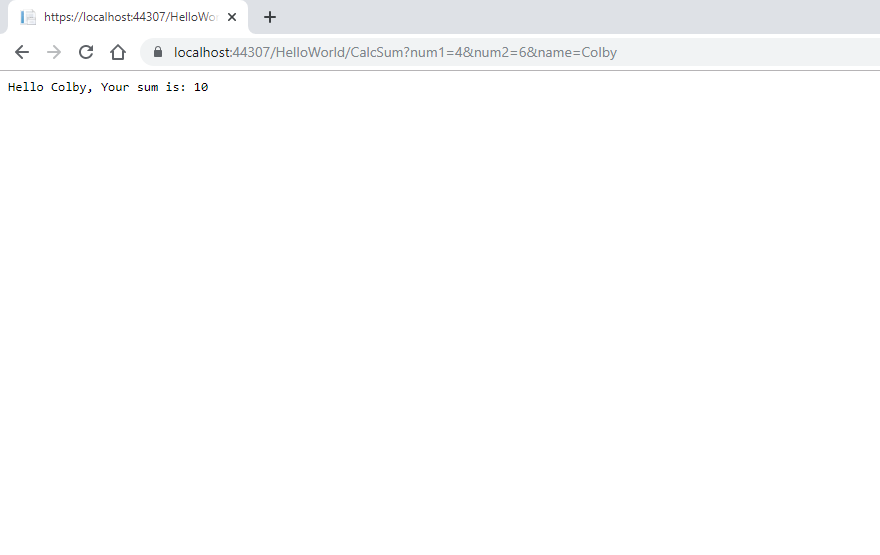 https://localhost:44307/HelloWor
localhost:44307/HelloWorld/CalcSum?num1=4&num2=6&name=Colby
Hello Colby, Your sum is: 10